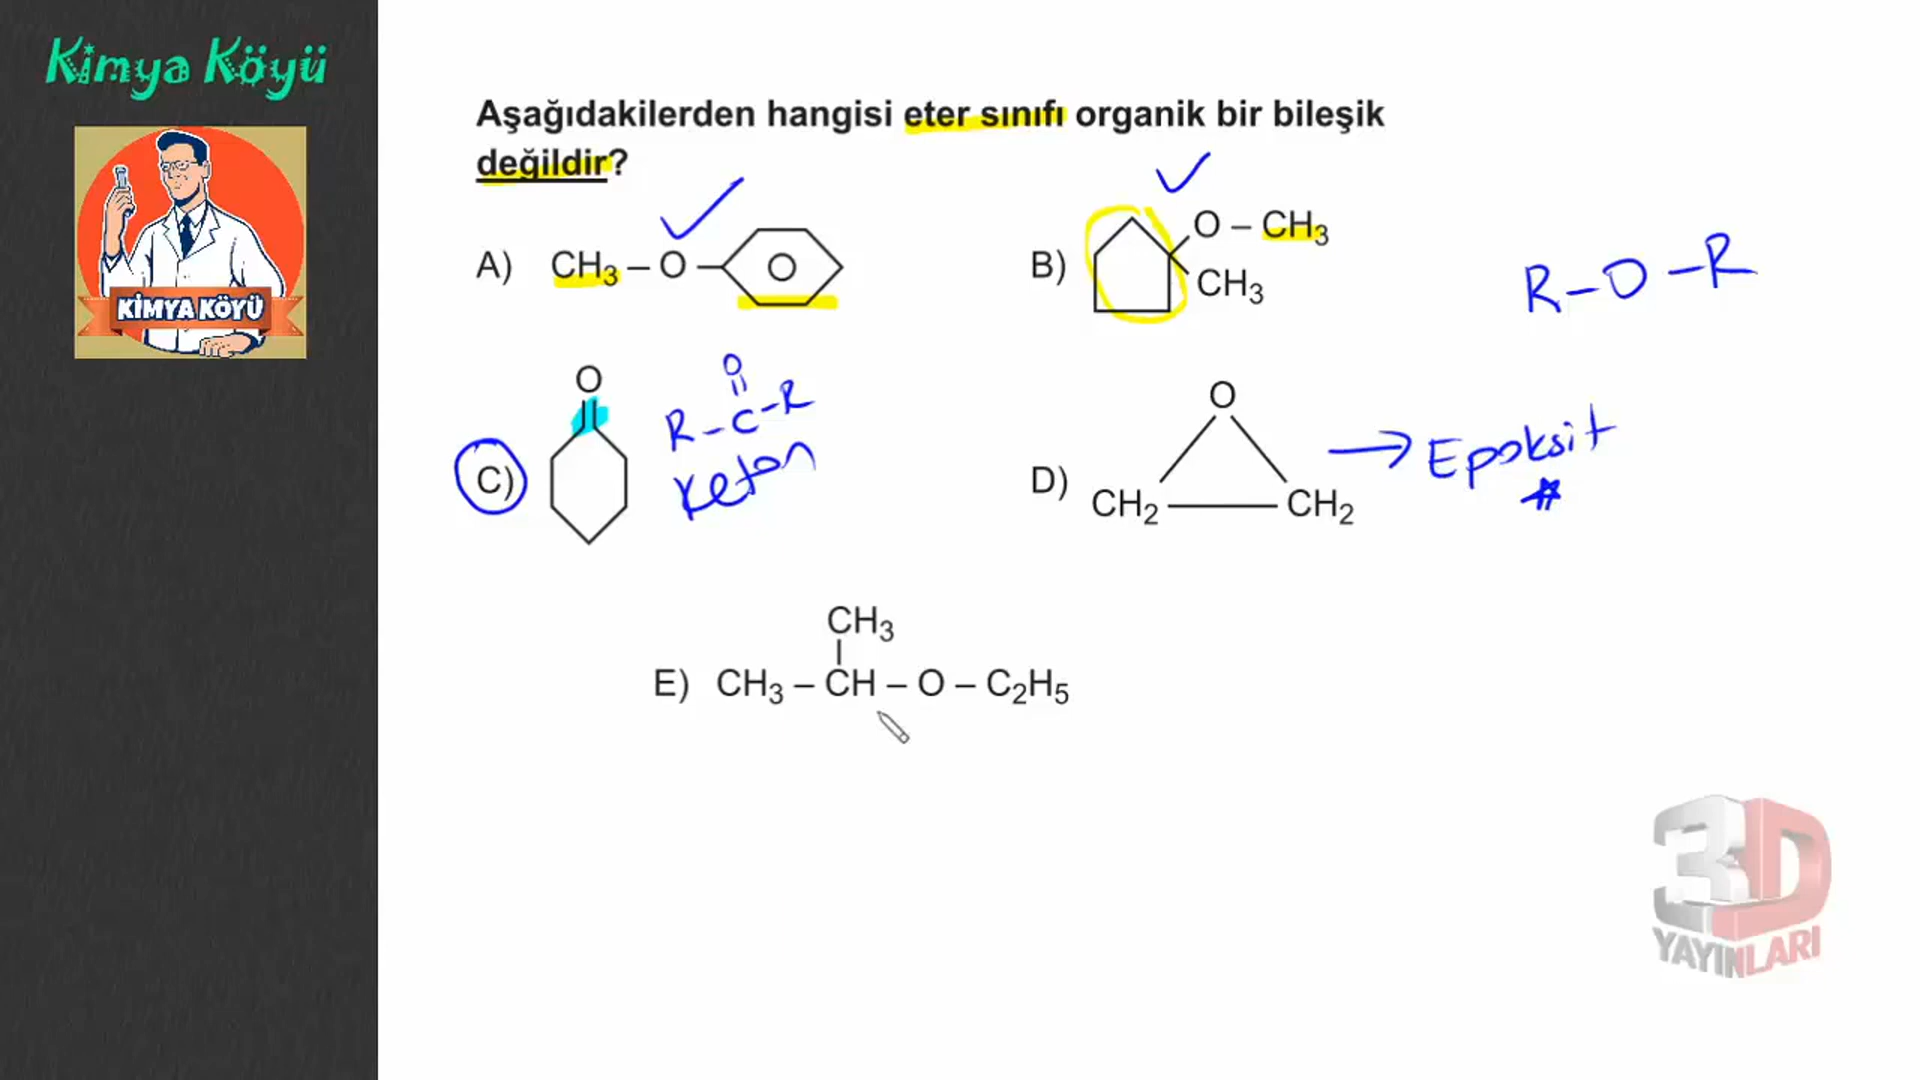 Kimya Köyü
KİMYA KÖYÜ
Aşağıdakilerden hangisi eter sınıfı organik bir bileşik
değildir?
A) CH3 – O –
O
B) O – CH3
CH3
R – O – R
O
C)
O
R – C – R
Keton
O
D) CH2 CH2
→ Epoksit
CH3
E) CH3 – CH – O – C2H5
3D
YAYINLARI